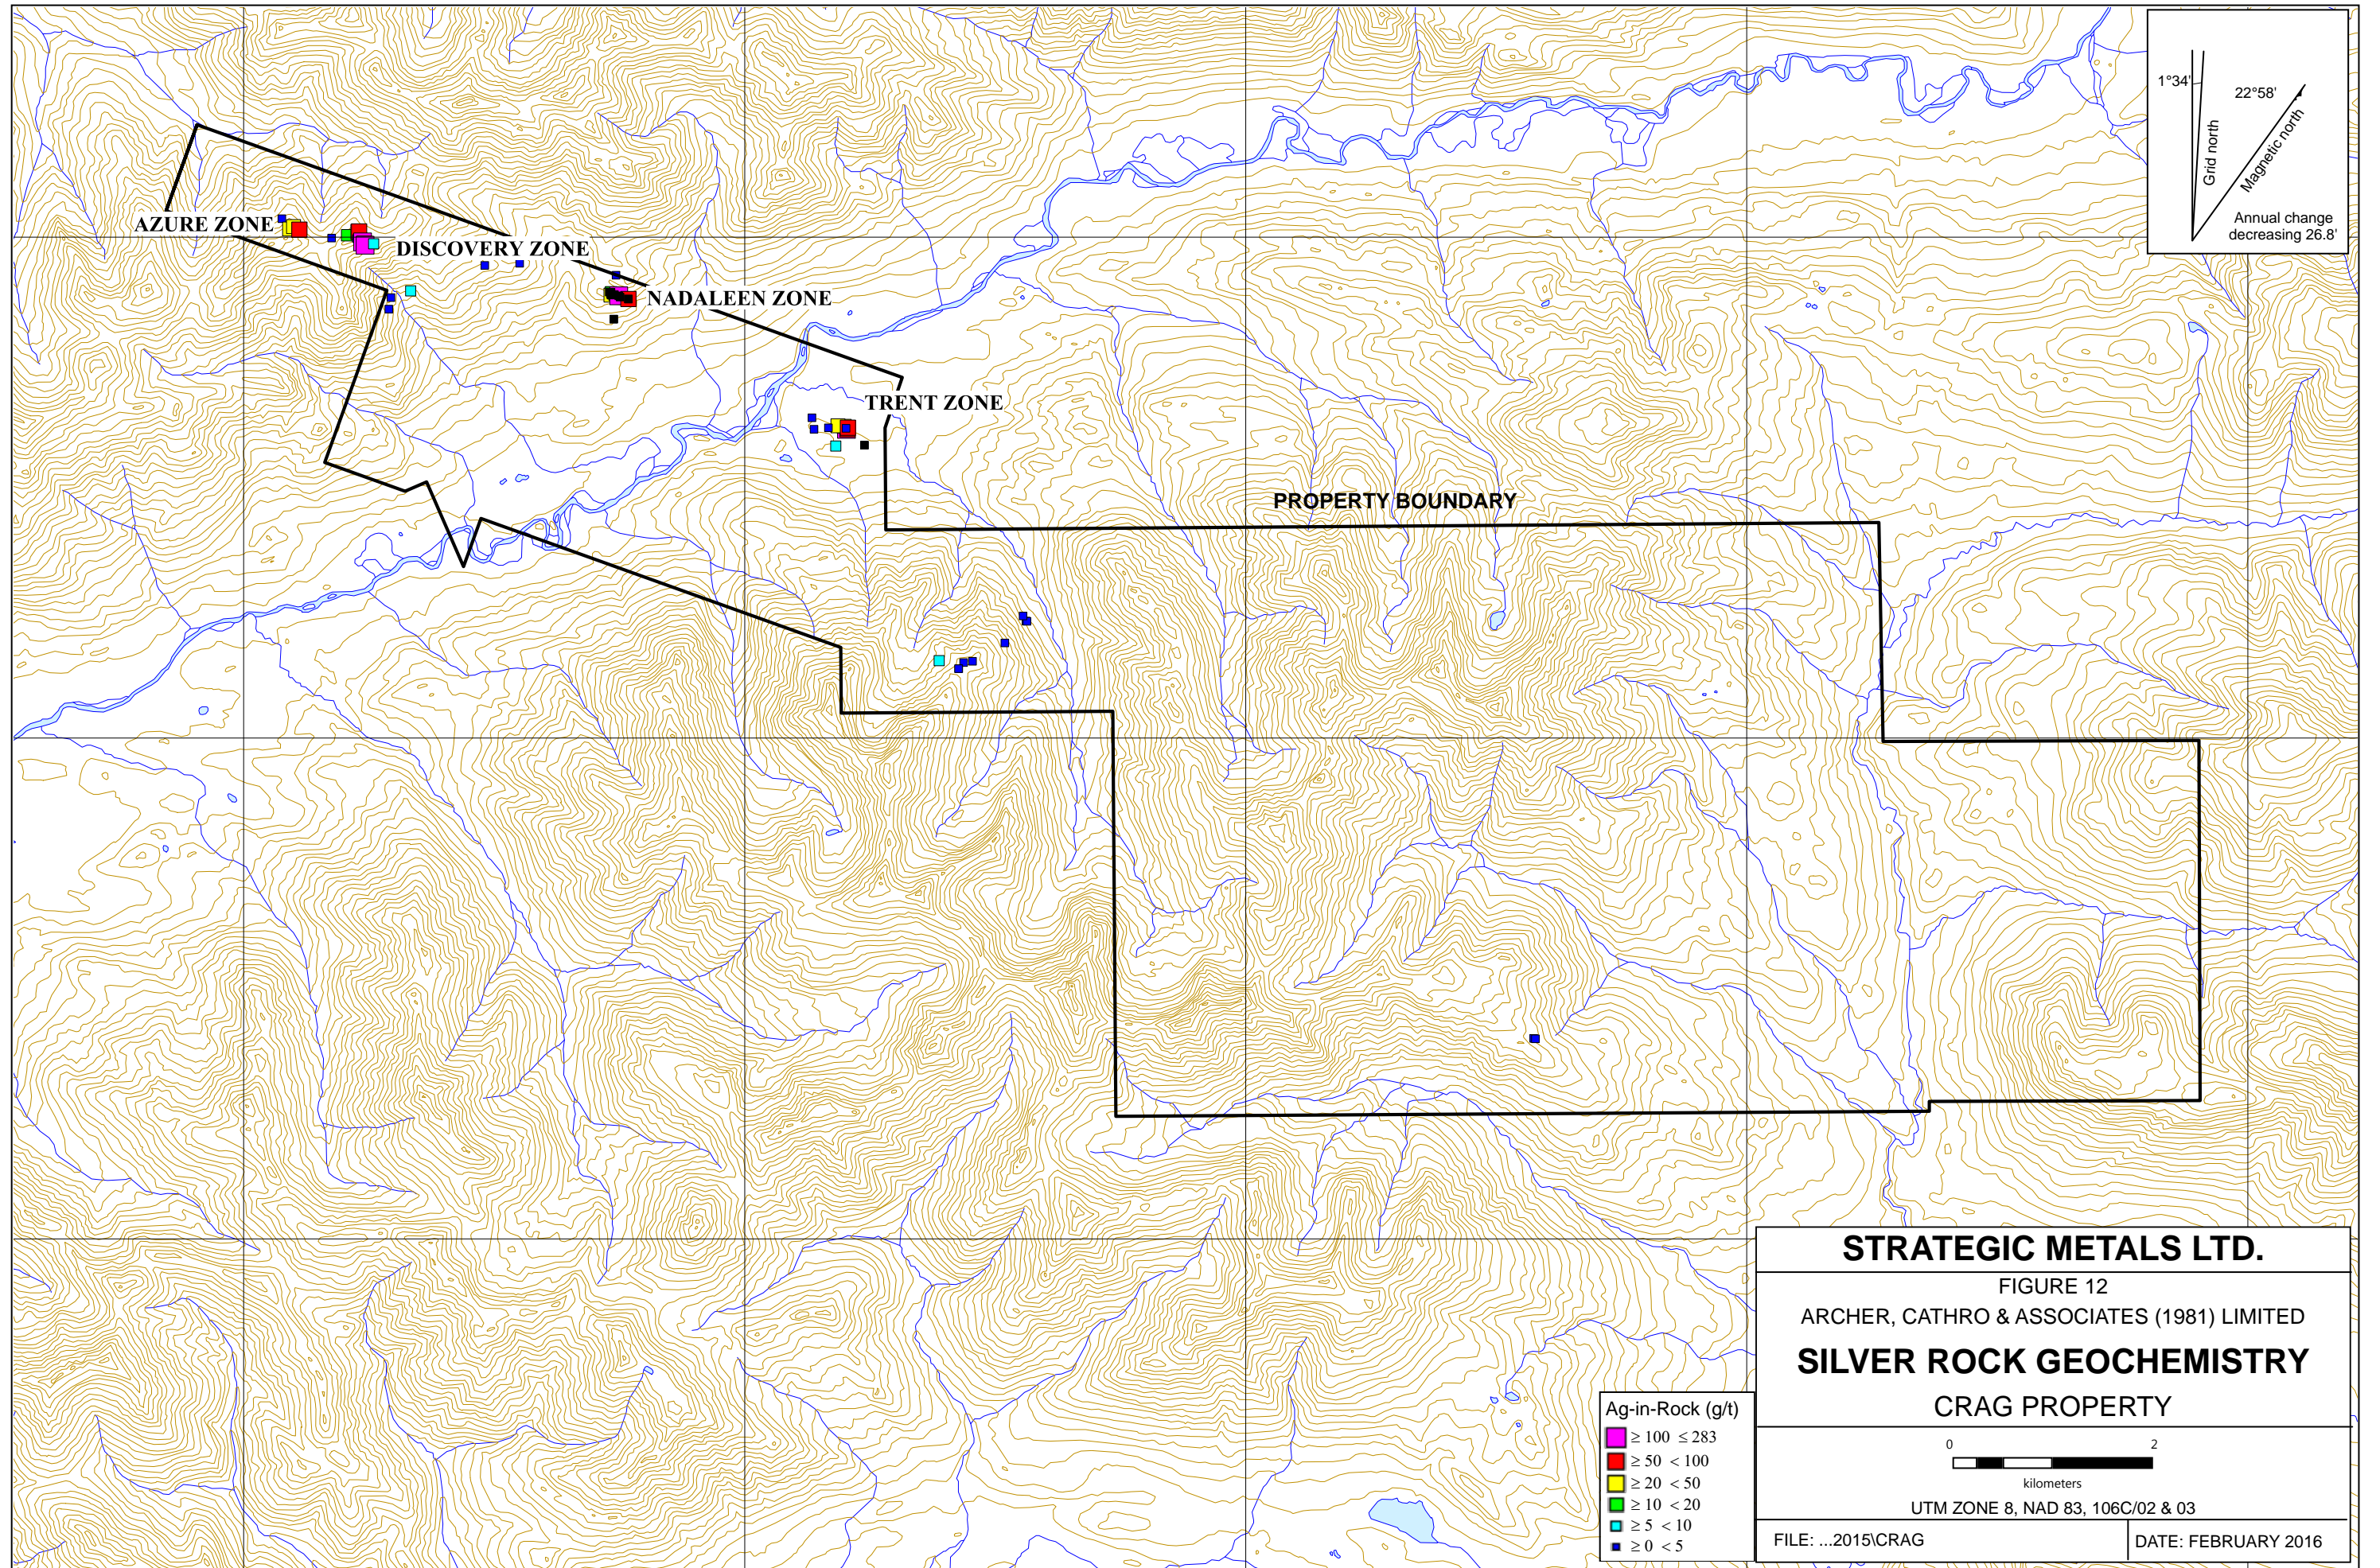 1°34'
22°58'
Grid north
Magnetic north
Annual change
decreasing 26.8'
AZURE ZONE
DISCOVERY ZONE
NADALEEN ZONE
TRENT ZONE
PROPERTY BOUNDARY
Ag-in-Rock (g/t)
≥ 100 ≤ 283
≥ 50 < 100
≥ 20 < 50
≥ 10 < 20
≥ 5 < 10
≥ 0 < 5
STRATEGIC METALS LTD.
FIGURE 12
ARCHER, CATHRO & ASSOCIATES (1981) LIMITED
SILVER ROCK GEOCHEMISTRY
CRAG PROPERTY
0 2
kilometers
UTM ZONE 8, NAD 83, 106C/02 & 03
FILE: ...2015\CRAG
DATE: FEBRUARY 2016